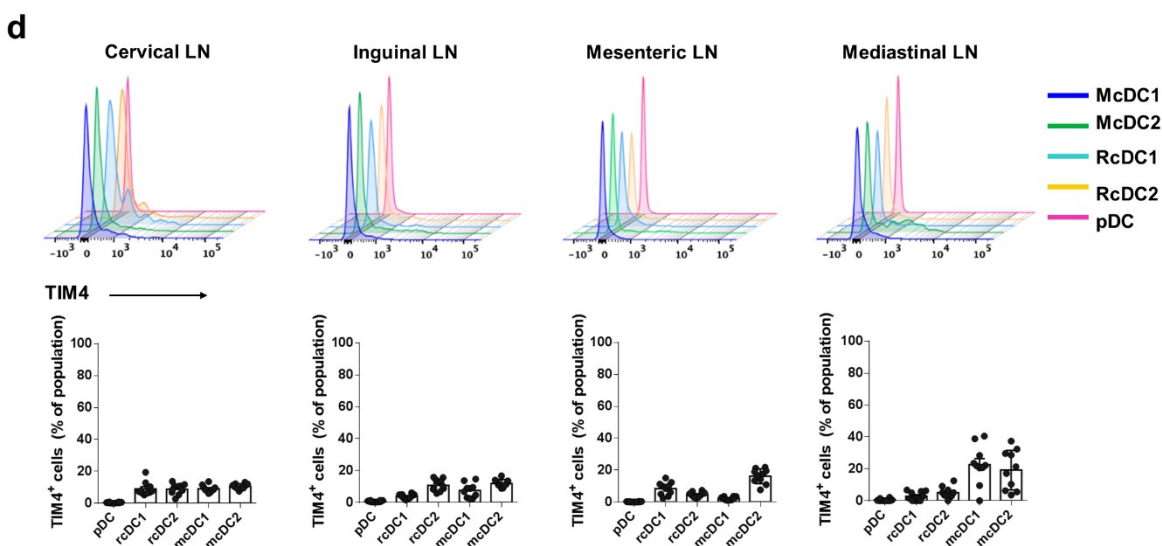 d
Cervical LN
Inguinal LN
Mesenteric LN
Mediastinal LN
McDC1
McDC2
RcDC1
RcDC2
pDC
-10³ 0 10³ 10⁴ 10⁵
-10³ 0 10³ 10⁴ 10⁵
-10³ 0 10³ 10⁴ 10⁵
-10³ 0 10³ 10⁴ 10⁵
TIM4
TIM4⁺ cells (% of population)
100
80
60
40
20
0
pDC rcDC1 rcDC2 mcDC1 mcDC2
TIM4⁺ cells (% of population)
100
80
60
40
20
0
pDC rcDC1 rcDC2 mcDC1 mcDC2
TIM4⁺ cells (% of population)
100
80
60
40
20
0
pDC rcDC1 rcDC2 mcDC1 mcDC2
TIM4⁺ cells (% of population)
100
80
60
40
20
0
pDC rcDC1 rcDC2 mcDC1 mcDC2